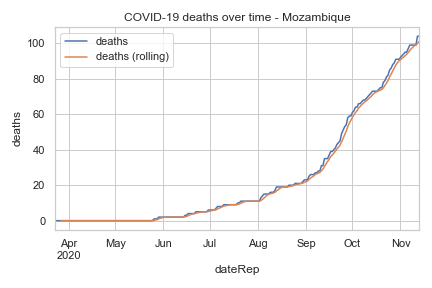 COVID-19 deaths over time - Mozambique
deaths
deaths (rolling)
100
80
60
40
20
0
deaths
Apr May Jun Jul Aug Sep Oct Nov
2020
dateRep